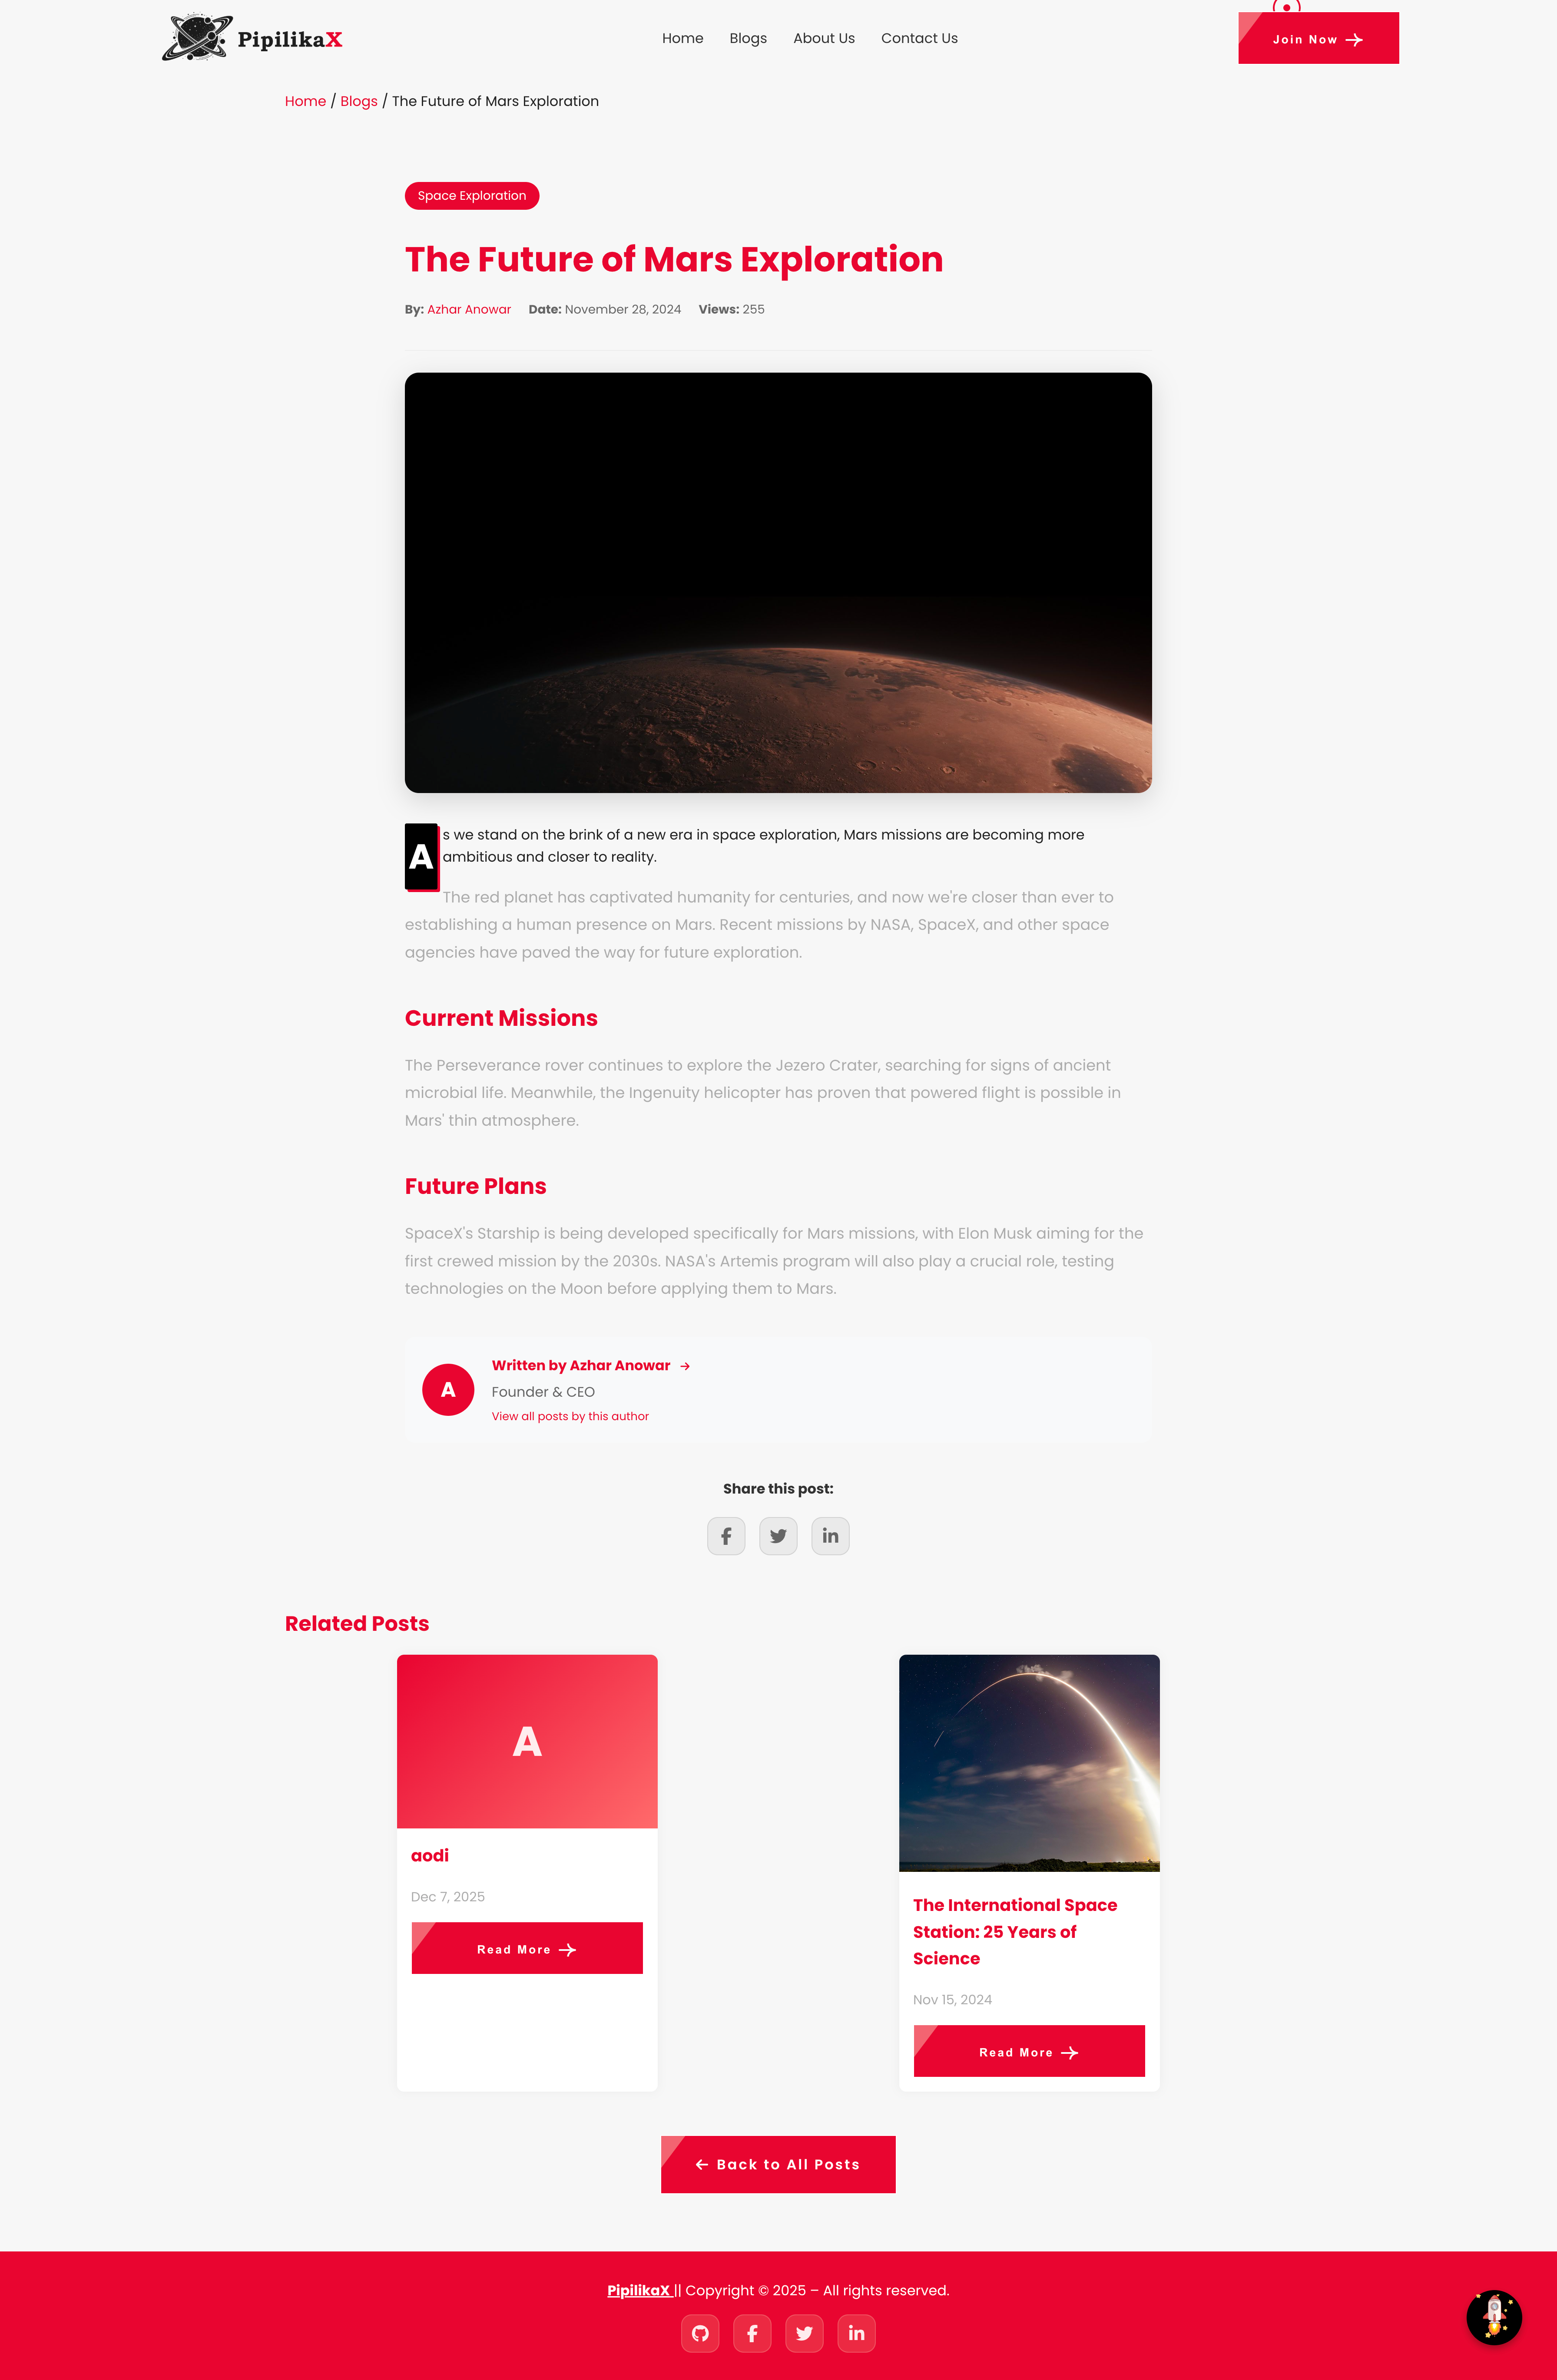 PipilikaX
Home Blogs About Us Contact Us
Join Now
Home / Blogs / The Future of Mars Exploration
Space Exploration
The Future of Mars Exploration
By: Azhar Anowar Date: November 28, 2024 Views: 255
As we stand on the brink of a new era in space exploration, Mars missions are becoming more
ambitious and closer to reality.
The red planet has captivated humanity for centuries, and now we're closer than ever to
establishing a human presence on Mars. Recent missions by NASA, SpaceX, and other space
agencies have paved the way for future exploration.
Current Missions
The Perseverance rover continues to explore the Jezero Crater, searching for signs of ancient
microbial life. Meanwhile, the Ingenuity helicopter has proven that powered flight is possible in
Mars' thin atmosphere.
Future Plans
SpaceX's Starship is being developed specifically for Mars missions, with Elon Musk aiming for the
first crewed mission by the 2030s. NASA's Artemis program will also play a crucial role, testing
technologies on the Moon before applying them to Mars.
A
Written by Azhar Anowar →
Founder & CEO
View all posts by this author
Share this post:
Related Posts
A
aodi
Dec 7, 2025
Read More
The International Space
Station: 25 Years of
Science
Nov 15, 2024
Read More
← Back to All Posts
PipilikaX || Copyright © 2025 – All rights reserved.